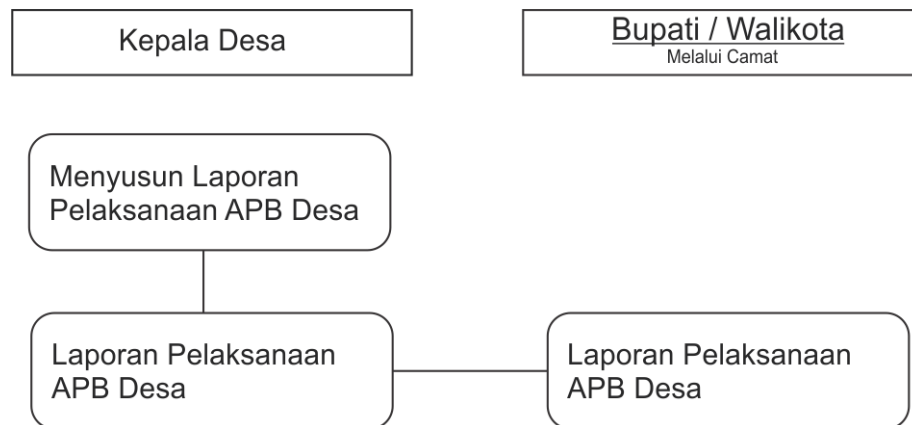 Kepala Desa
Bupati / Walikota
Melalui Camat
Menyusun Laporan
Pelaksanaan APB Desa
Laporan Pelaksanaan
APB Desa
Laporan Pelaksanaan
APB Desa